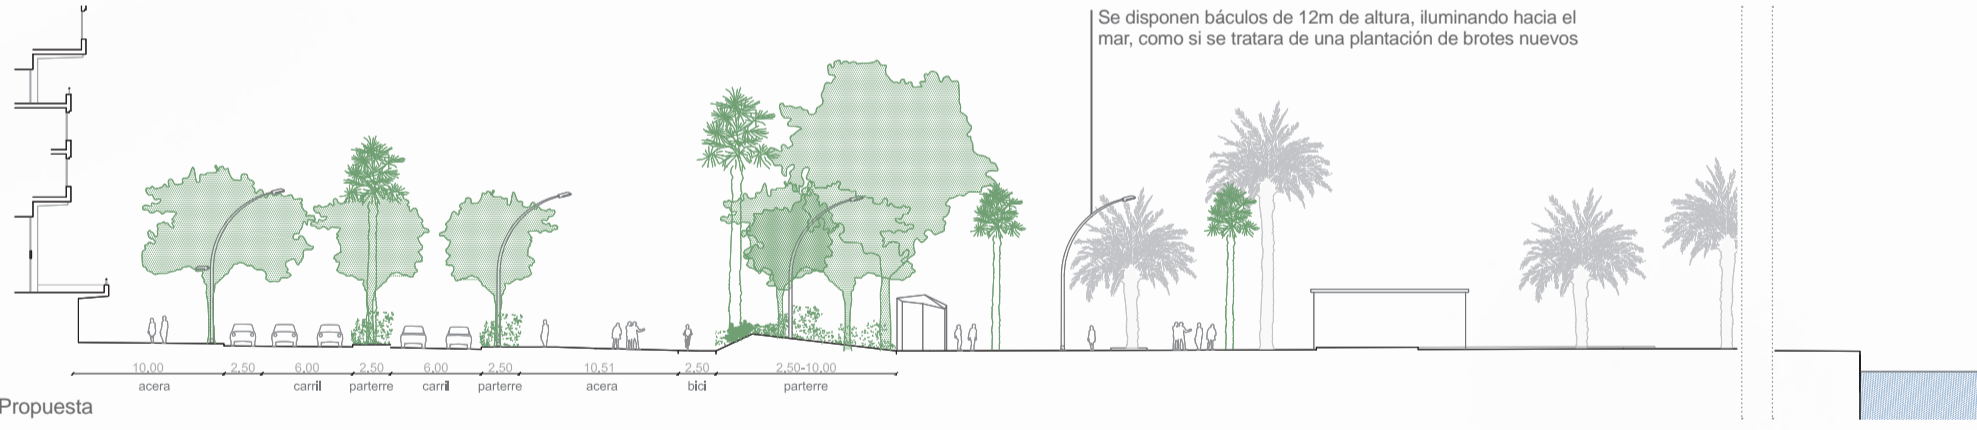 Se disponen báculos de 12m de altura, iluminando hacia el
mar, como si se tratara de una plantación de brotes nuevos
10,00 2,50 6,00 2,50 6,00 2,50 10,51 2,50 2,50-10,00
acera carril parterre carril parterre acera bici parterre
Propuesta